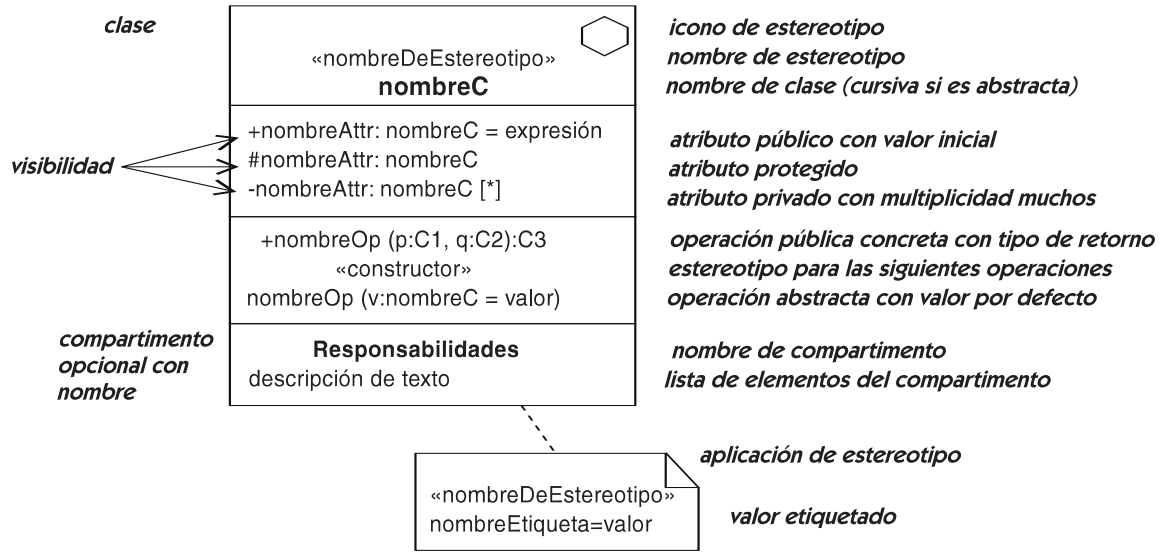 clase
«nombreDeEstereotipo»
nombreC
icono de estereotipo
nombre de estereotipo
nombre de clase (cursiva si es abstracta)
visibilidad
+nombreAttr: nombreC = expresión
#nombreAttr: nombreC
-nombreAttr: nombreC [*]
atributo público con valor inicial
atributo protegido
atributo privado con multiplicidad muchos
+nombreOp (p:C1, q:C2):C3
«constructor»
nombreOp (v:nombreC = valor)
operación pública concreta con tipo de retorno
estereotipo para las siguientes operaciones
operación abstracta con valor por defecto
compartimento
opcional con
nombre
Responsabilidades
descripción de texto
nombre de compartimento
lista de elementos del compartimento
«nombreDeEstereotipo»
nombreEtiqueta=valor
aplicación de estereotipo
valor etiquetado